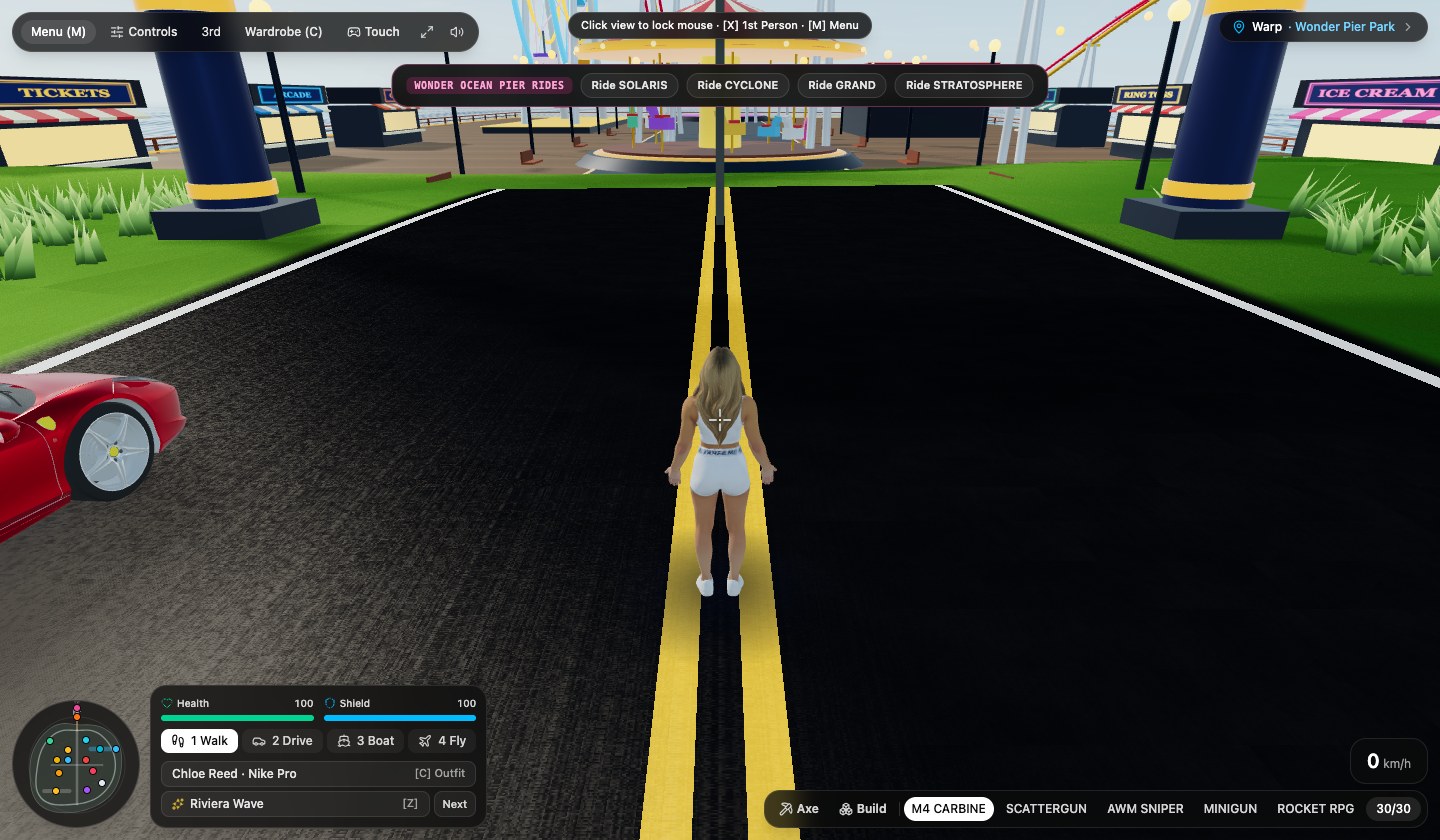 Menu (M) Controls 3rd Wardrobe (C) Touch
Click view to lock mouse · [X] 1st Person · [M] Menu
Warp · Wonder Pier Park
WONDER OCEAN PIER RIDES Ride SOLARIS Ride CYCLONE Ride GRAND Ride STRATOSPHERE
TICKETS
ARCADE
RING TOSS
ICE CREAM
Health 100 Shield 100
1 Walk 2 Drive 3 Boat 4 Fly
Chloe Reed · Nike Pro [C] Outfit
Riviera Wave [Z] Next
0 km/h
Axe Build M4 CARBINE SCATTERGUN AWM SNIPER MINIGUN ROCKET RPG 30/30